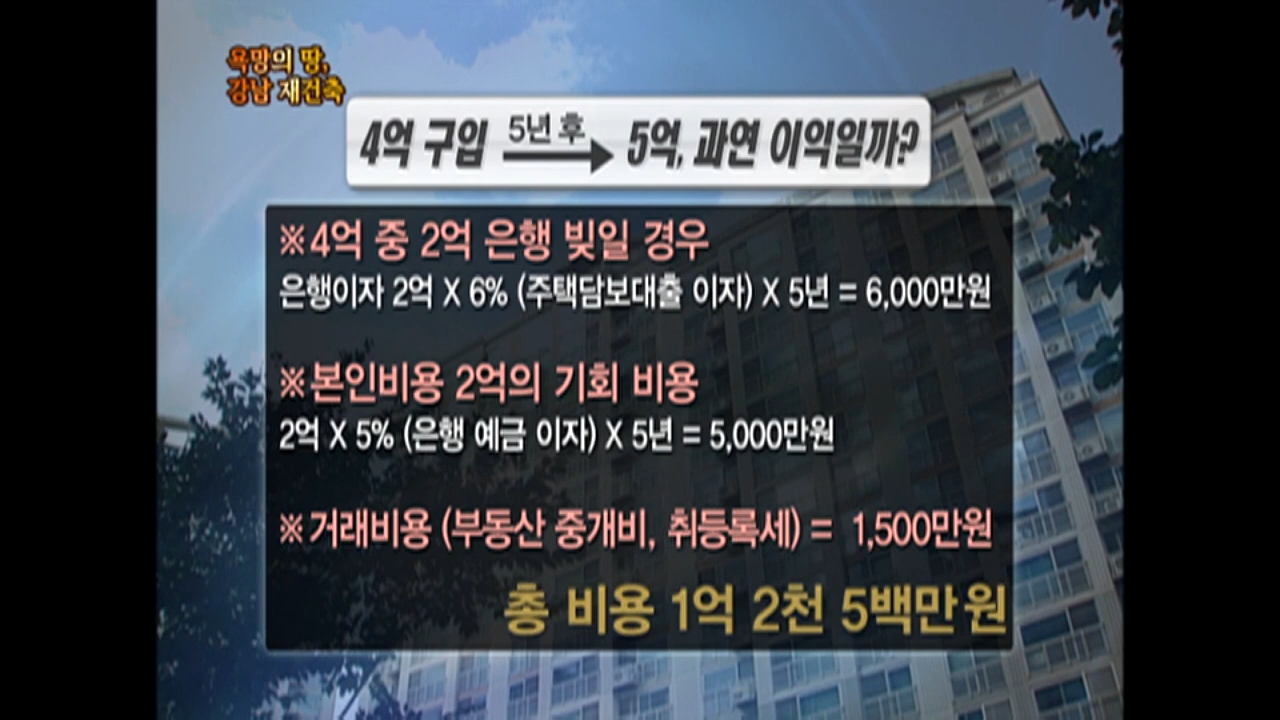 욕망의 땅,
강남 재건축
4억 구입 5년 후 → 5억, 과연 이익일까?
※4억 중 2억 은행 빚일 경우
은행이자 2억 X 6% (주택담보대출 이자) X 5년 = 6,000만원
※본인비용 2억의 기회 비용
2억 X 5% (은행 예금 이자) X 5년 = 5,000만원
※거래비용 (부동산 중개비, 취등록세) = 1,500만원
총 비용 1억 2천 5백만원